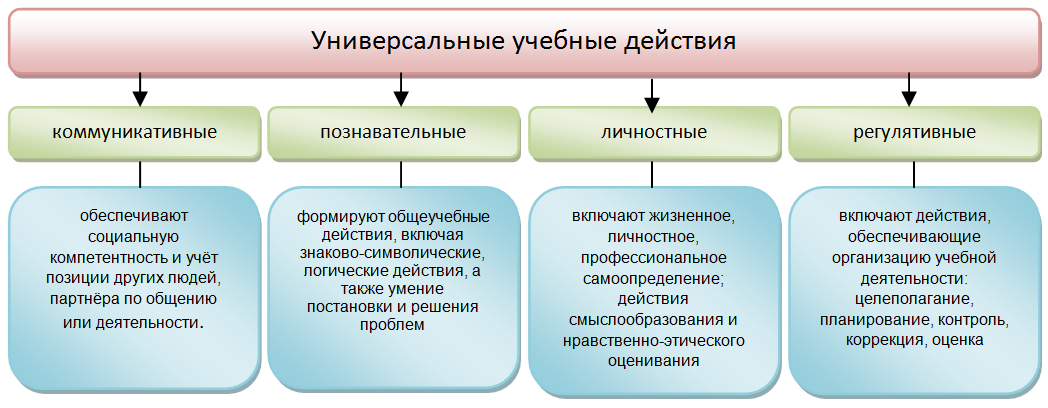 Универсальные учебные действия
коммуникативные
познавательные
личностные
регулятивные
обеспечивают
социальную
компетентность и учёт
позиции других людей,
партнёра по общению
или деятельности.
формируют общеучебные
действия, включая
знаково-символические,
логические действия, а
также умение
постановки и решения
проблем
включают жизненное,
личностное,
профессиональное
самоопределение;
действия
смыслообразования и
нравственно-этического
оценивания
включают действия,
обеспечивающие
организацию учебной
деятельности:
целеполагание,
планирование, контроль,
коррекция, оценка